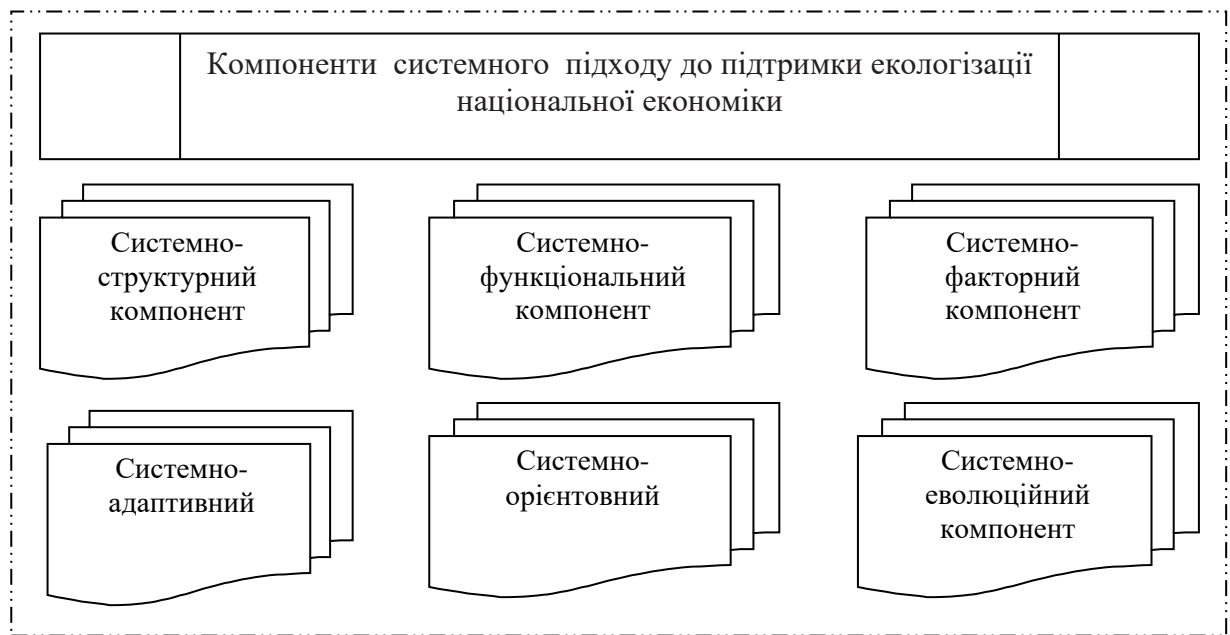 Компоненти системного підходу до підтримки екологізації
національної економіки
Системно-
структурний
компонент
Системно-
функціональний
компонент
Системно-
факторний
компонент
Системно-
адаптивний
Системно-
орієнтовний
Системно-
еволюційний
компонент